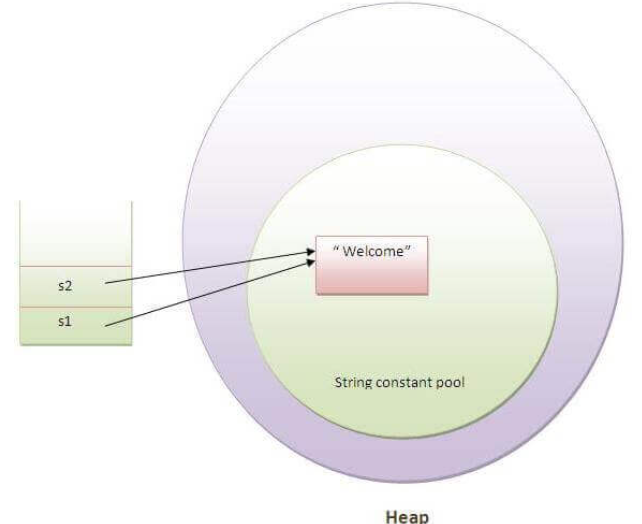 " Welcome"
s2
s1
String constant pool
Heap